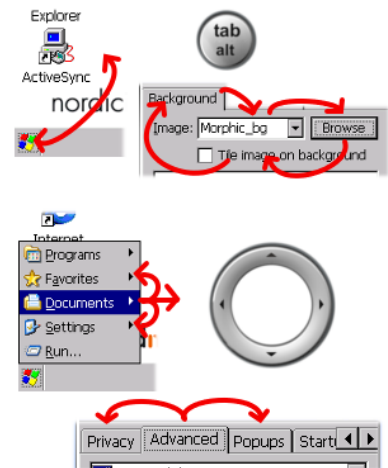 Explorer
ActiveSync
nordic
tab
alt
Background
Image: Morphic_bg Browse
Tile image on background
Internet
Programs
Favorites
Documents
Settings
Run...
Privacy Advanced Popups